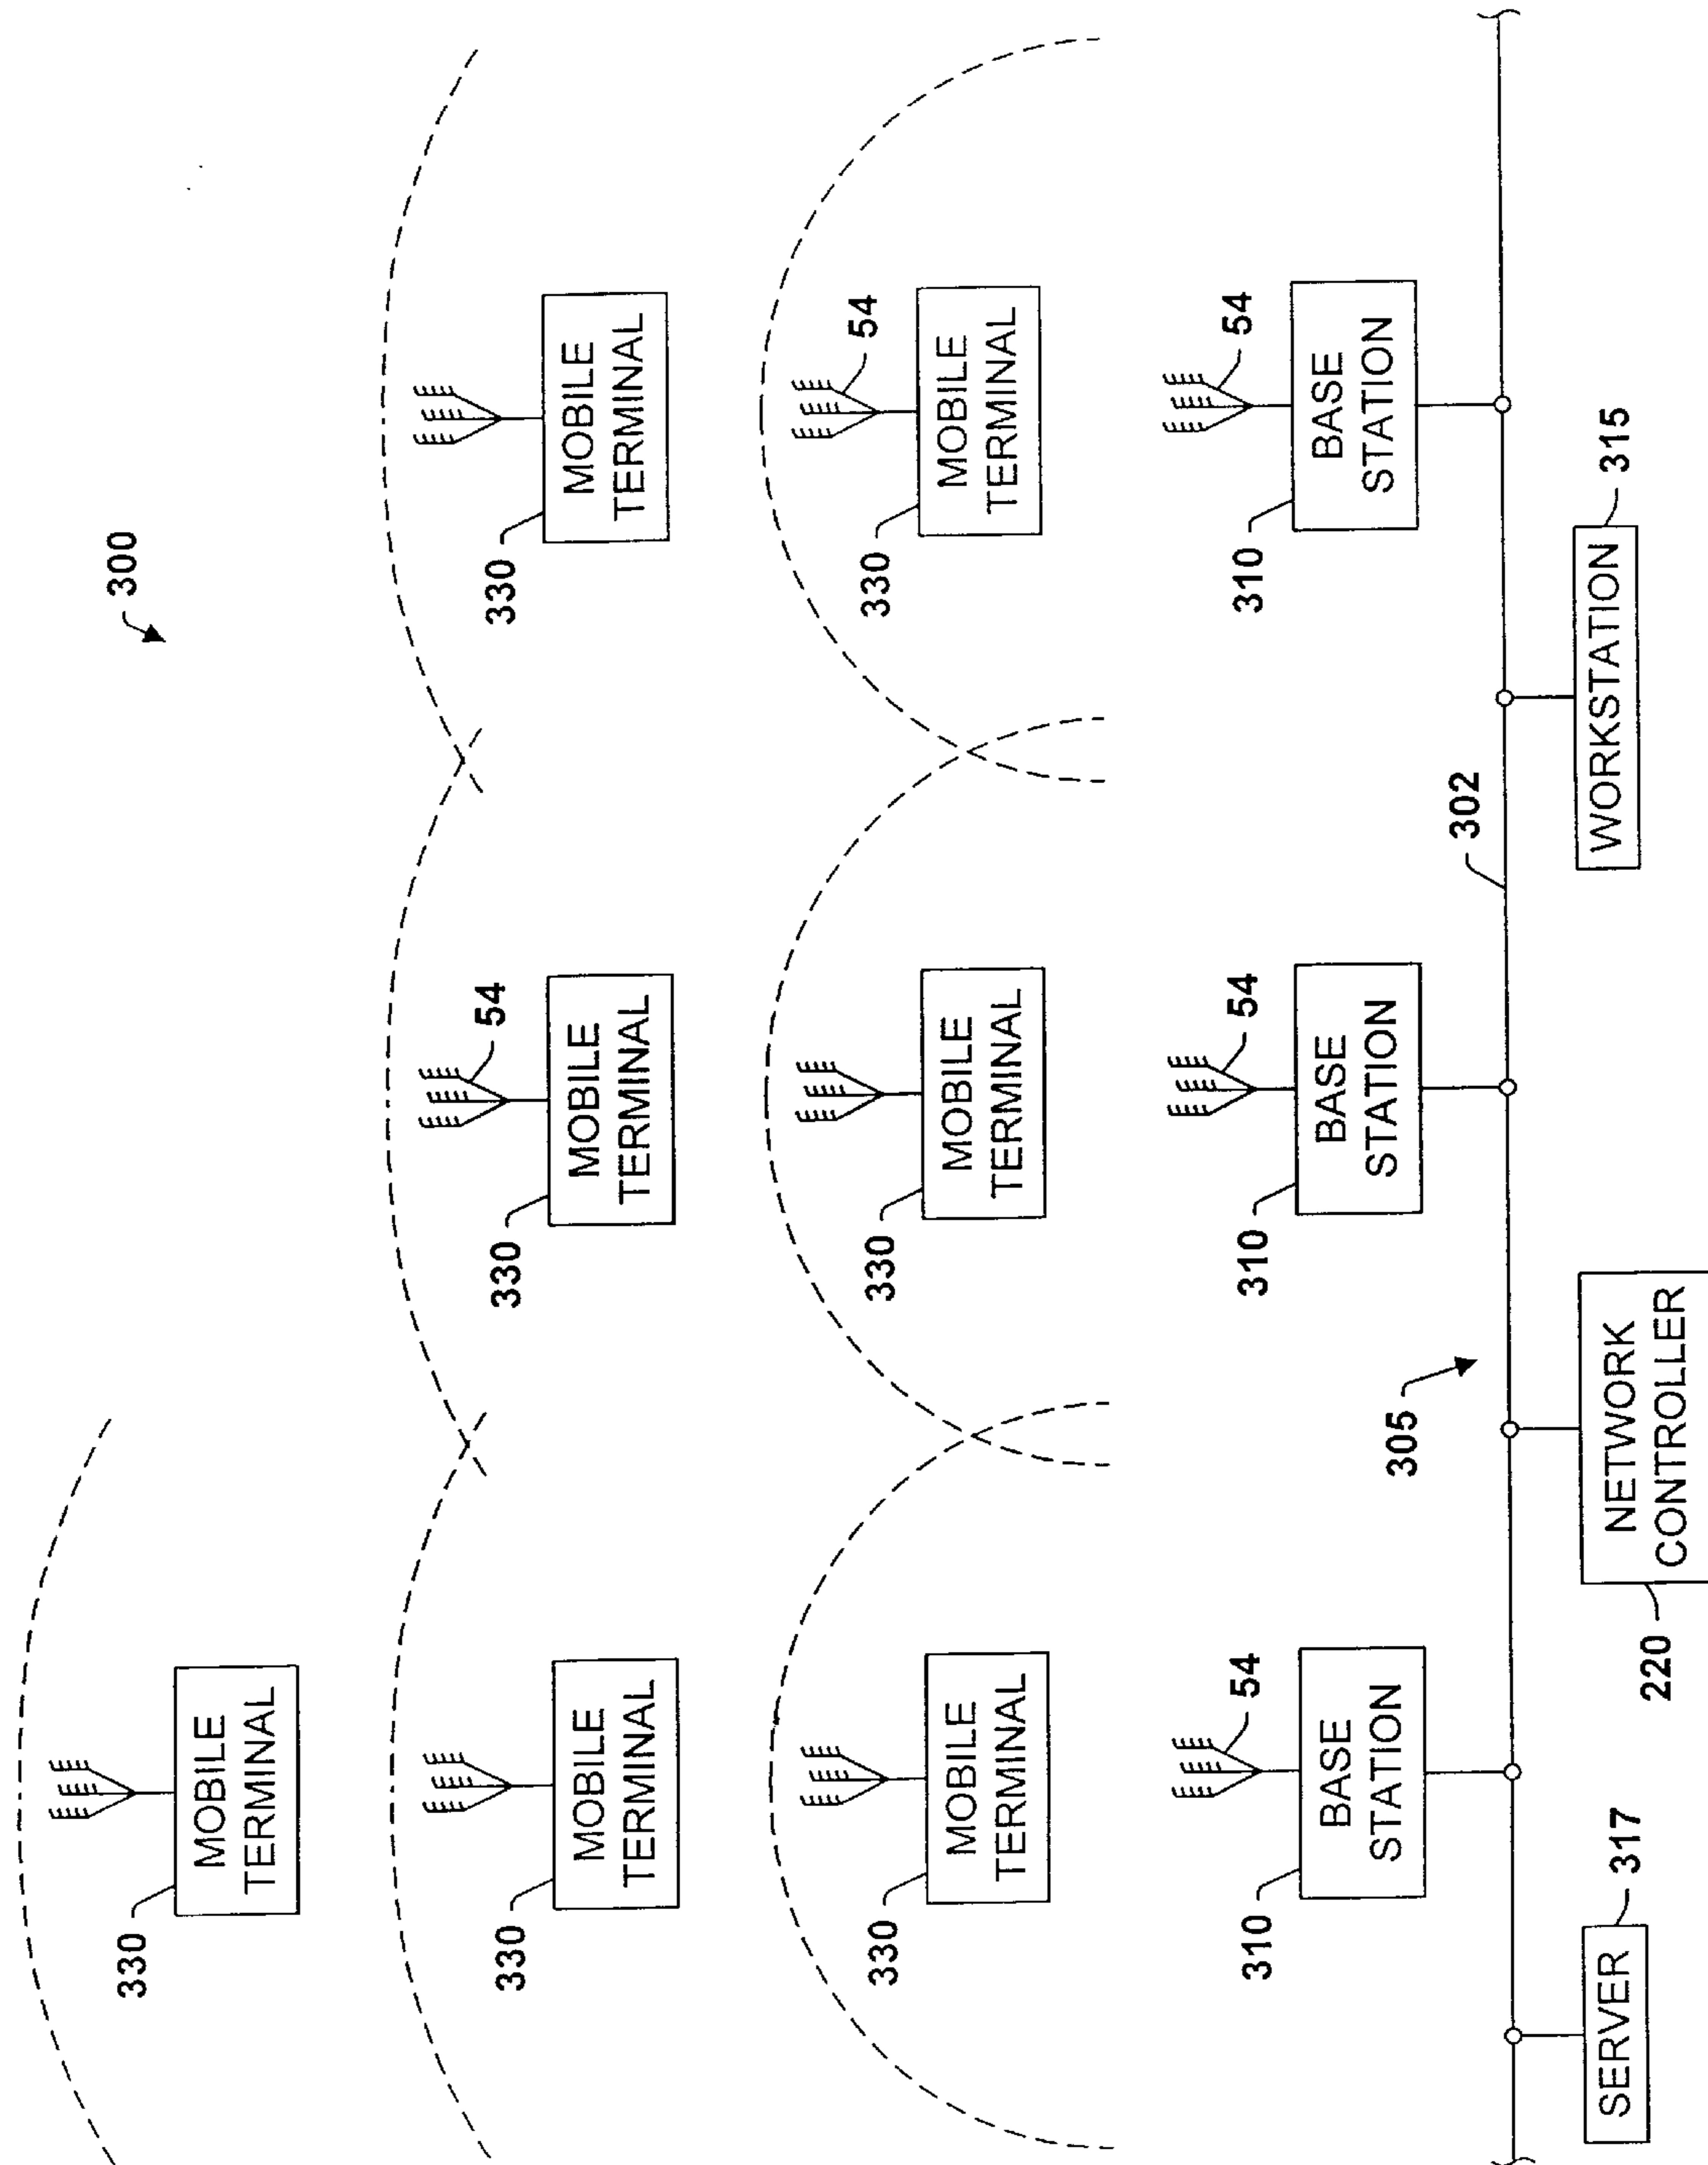 300
330
MOBILE
TERMINAL
330
MOBILE
TERMINAL
54
330
MOBILE
TERMINAL
330
MOBILE
TERMINAL
330
MOBILE
TERMINAL
330
MOBILE
TERMINAL
54
330
MOBILE
TERMINAL
54
310
BASE
STATION
54
310
BASE
STATION
54
310
BASE
STATION
305
302
SERVER
317
220
NETWORK
CONTROLLER
WORKSTATION
315